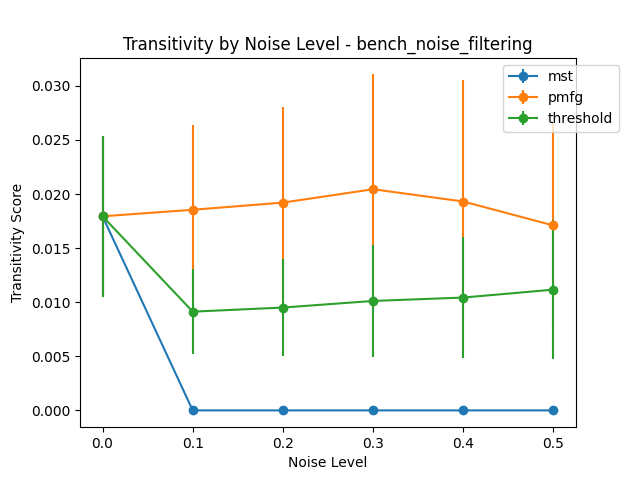 Transitivity by Noise Level - bench_noise_filtering
mst
pmfg
threshold
0.030
0.025
0.020
0.015
0.010
0.005
0.000
Transitivity Score
0.0 0.1 0.2 0.3 0.4 0.5
Noise Level